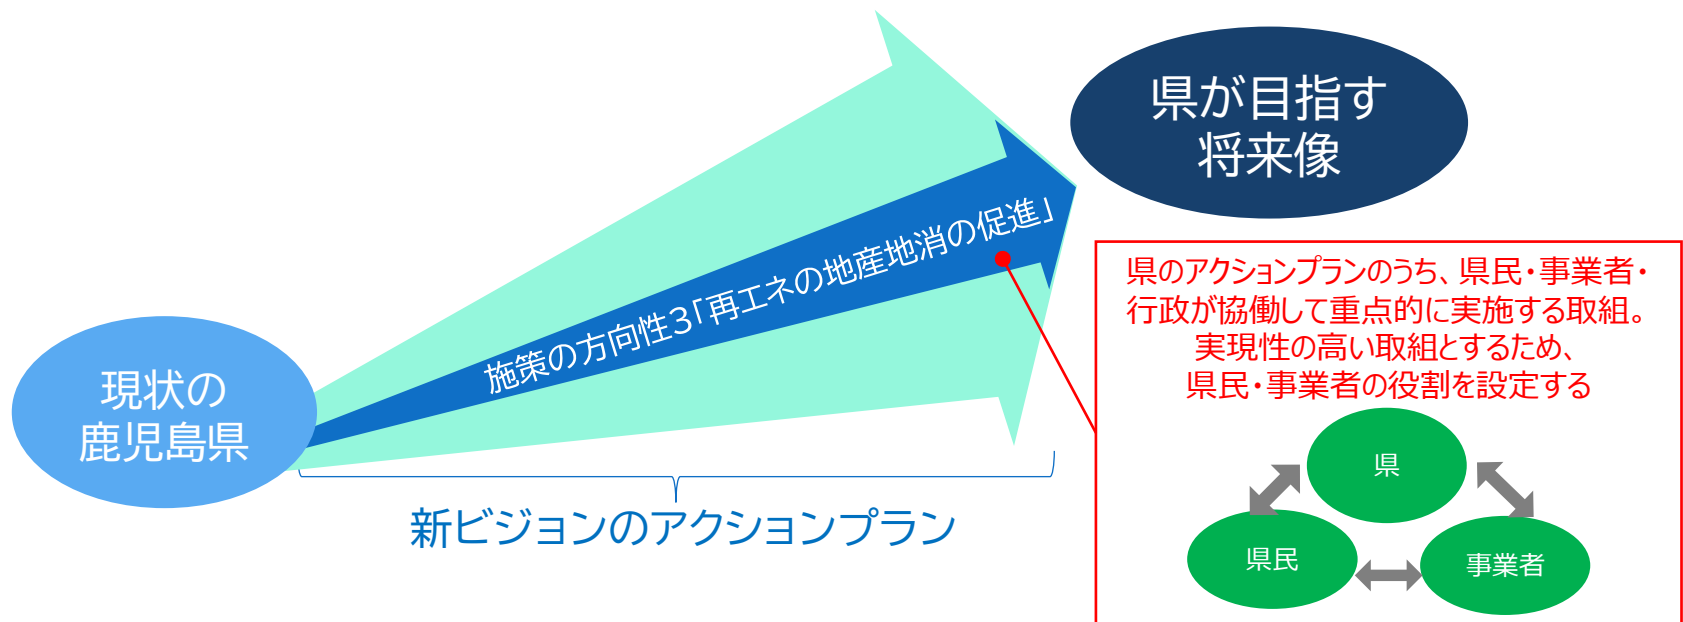 県が目指す
将来像
施策の方向性3「再エネの地産地消の促進」
現状の
鹿児島県
新ビジョンのアクションプラン
県のアクションプランのうち、県民・事業者・
行政が協働して重点的に実施する取組。
実現性の高い取組とするため、
県民・事業者の役割を設定する
県
県民
事業者